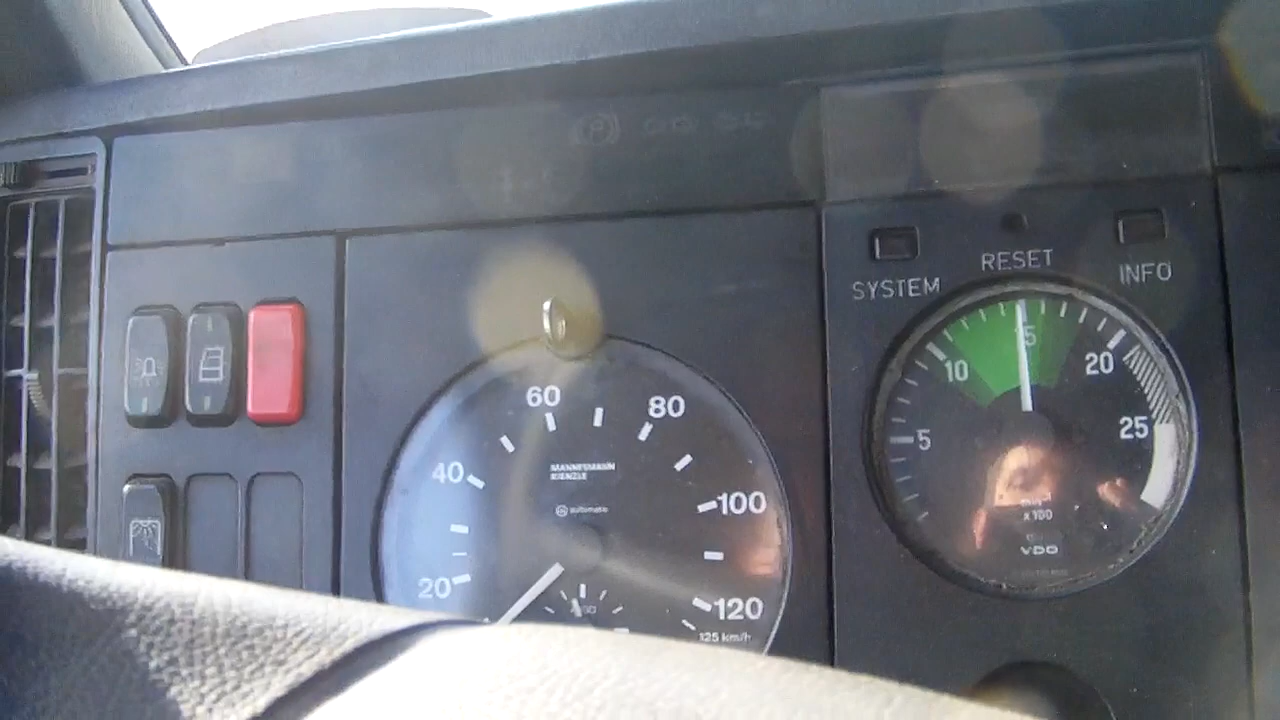 RESET
SYSTEM
INFO
60
80
40
100
20
120
125 km/h
MANNESMANN
KIENZLE
automatic
5
10
15
20
25
x 100
VDO